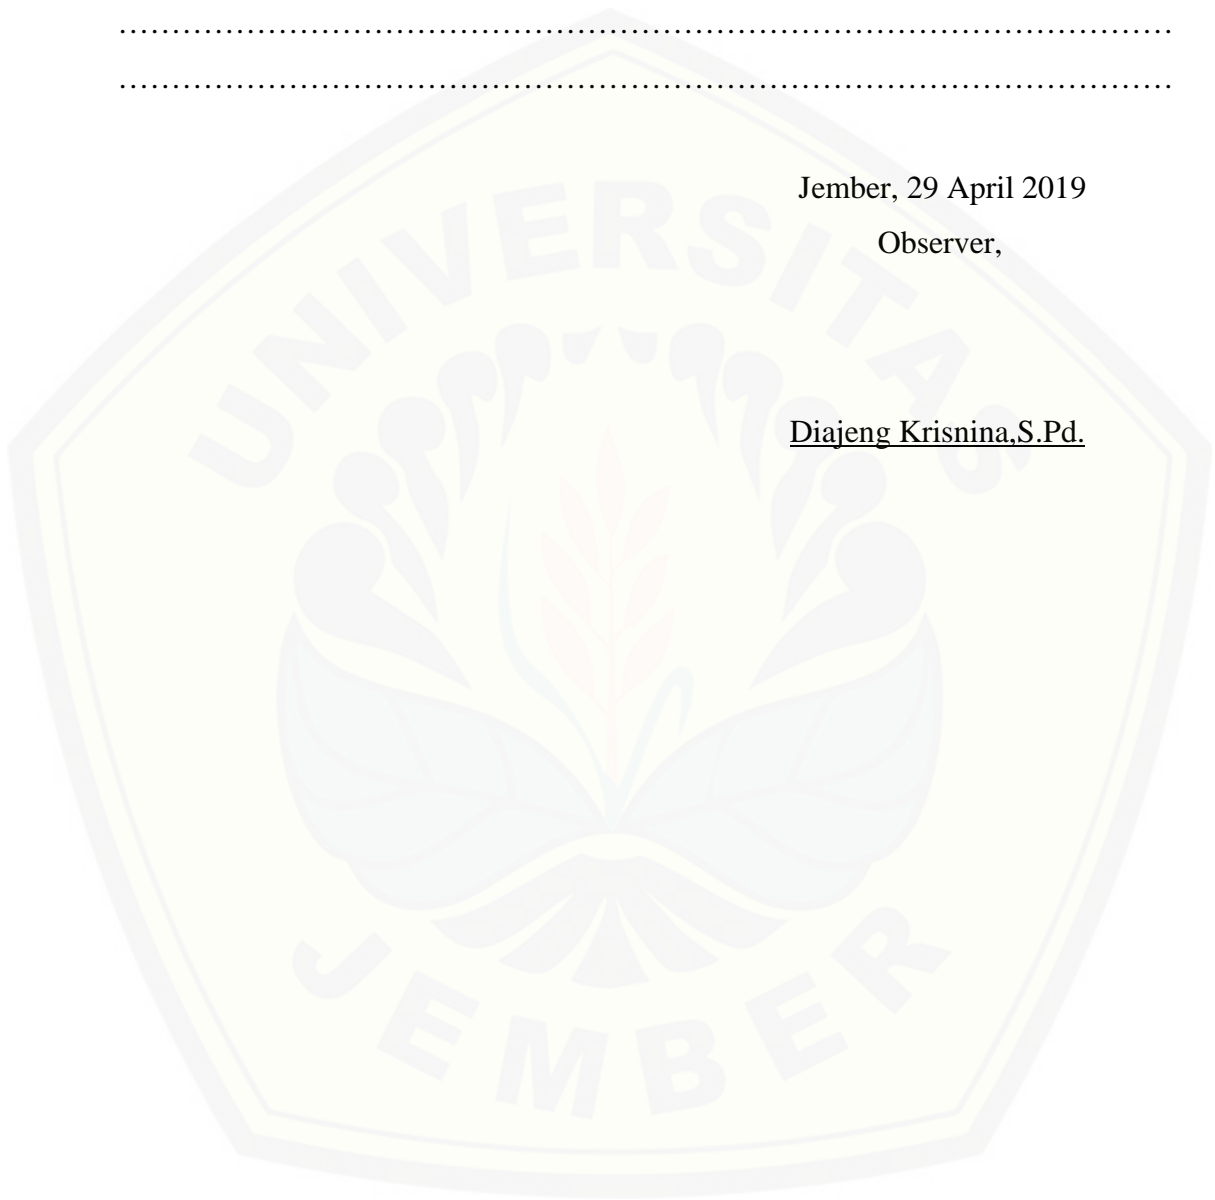 ……………………………………………………………………………………
……………………………………………………………………………………
Jember, 29 April 2019
Observer,
Diajeng Krisnina,S.Pd.
UNIVERSITAS
JEMBER